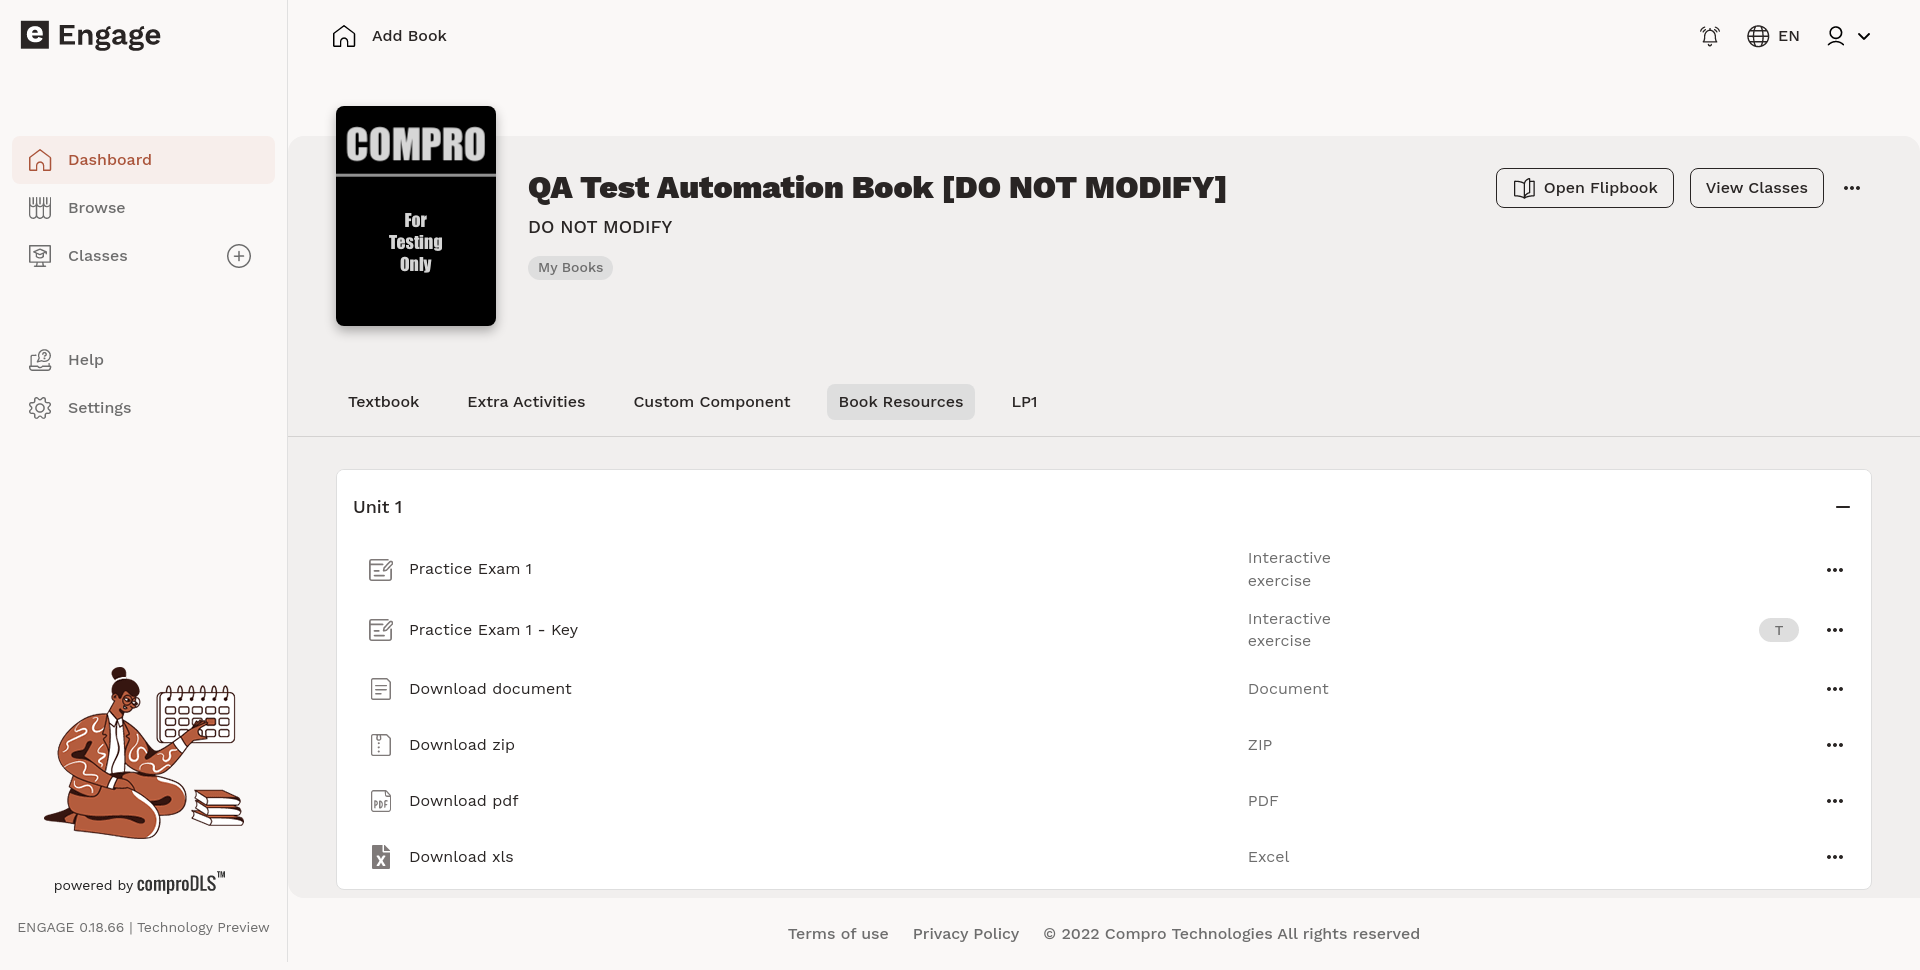 e Engage
Add Book
EN
Dashboard
Browse
Classes
Help
Settings
COMPRO
For
Testing
Only
QA Test Automation Book [DO NOT MODIFY]
DO NOT MODIFY
My Books
Open Flipbook
View Classes
Textbook
Extra Activities
Custom Component
Book Resources
LP1
Unit 1
Practice Exam 1
Interactive
exercise
Practice Exam 1 - Key
Interactive
exercise
T
Download document
Document
Download zip
ZIP
Download pdf
PDF
PDF
Download xls
Excel
powered by comproDLS™
ENGAGE 0.18.66 | Technology Preview
Terms of use
Privacy Policy
© 2022 Compro Technologies All rights reserved